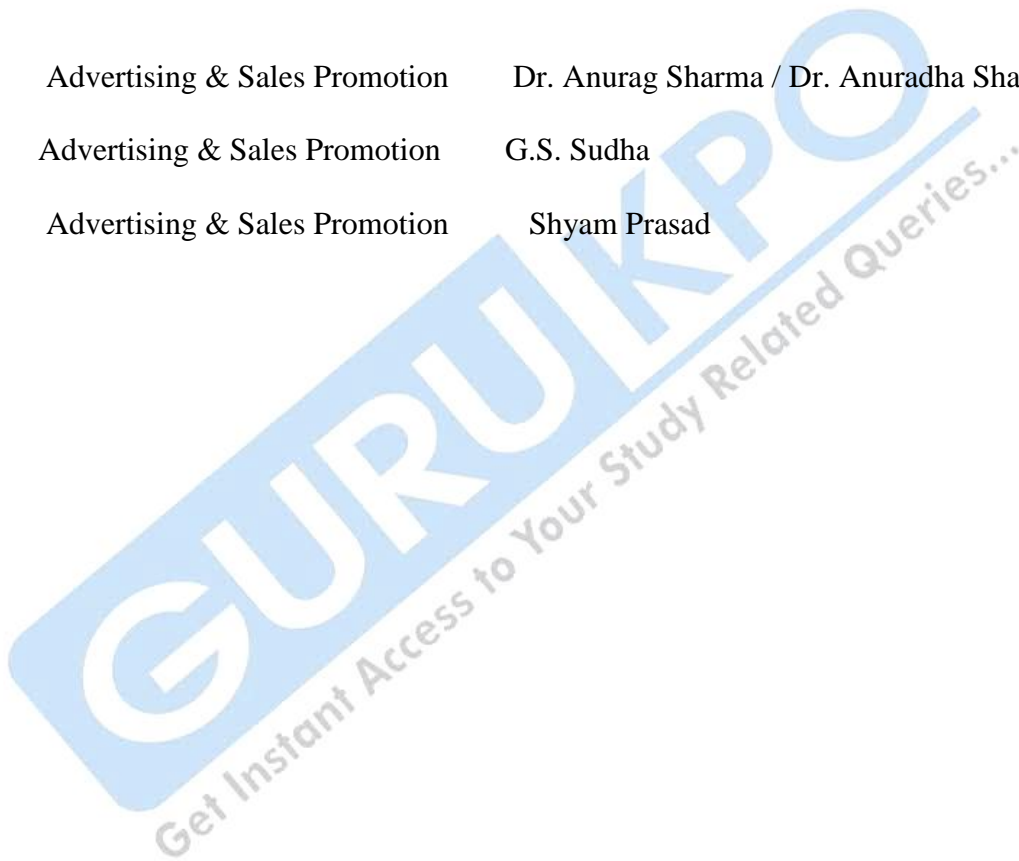 Advertising & Sales Promotion Dr. Anurag Sharma / Dr. Anuradha
Advertising & Sales Promotion G.S. Sudha
Advertising & Sales Promotion Shyam Prasad
GURUKPO
Get Instant Access to Your Study Related Queries...